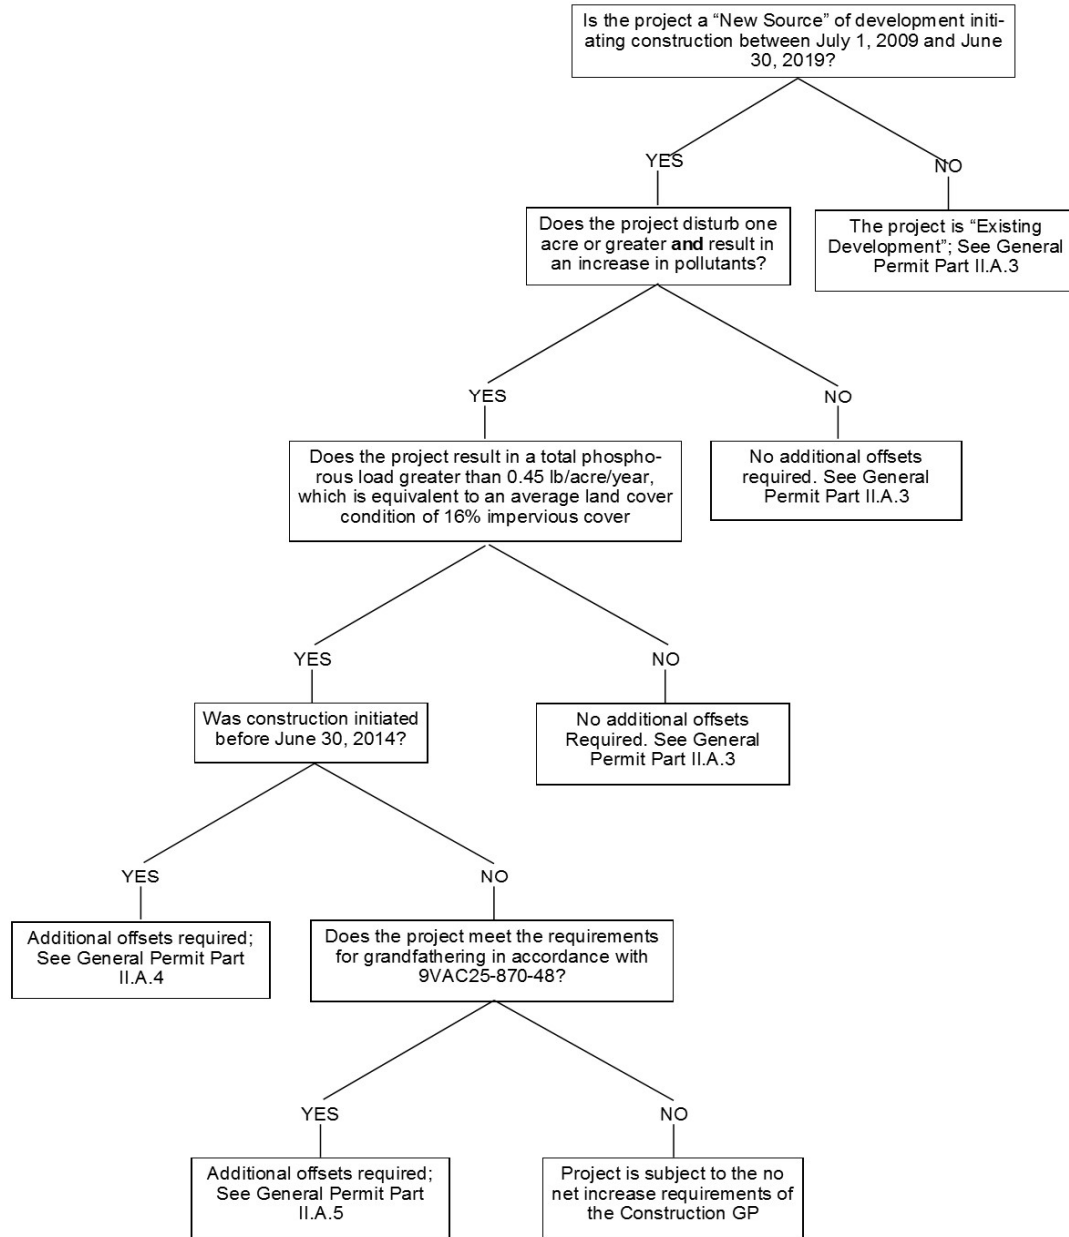 Is the project a “New Source” of development initi-
ating construction between July 1, 2009 and June
30, 2019?
YES
NO
Does the project disturb one
acre or greater and result in
an increase in pollutants?
The project is “Existing
Development”; See General
Permit Part II.A.3
YES
NO
Does the project result in a total phospho-
rous load greater than 0.45 lb/acre/year,
which is equivalent to an average land cover
condition of 16% impervious cover
No additional offsets
required. See General
Permit Part II.A.3
YES
NO
Was construction initiated
before June 30, 2014?
No additional offsets
Required. See General
Permit Part II.A.3
YES
NO
Additional offsets required;
See General Permit Part
II.A.4
Does the project meet the requirements
for grandfathering in accordance with
9VAC25-870-48?
YES
NO
Additional offsets required;
See General Permit Part
II.A.5
Project is subject to the no
net increase requirements of
the Construction GP